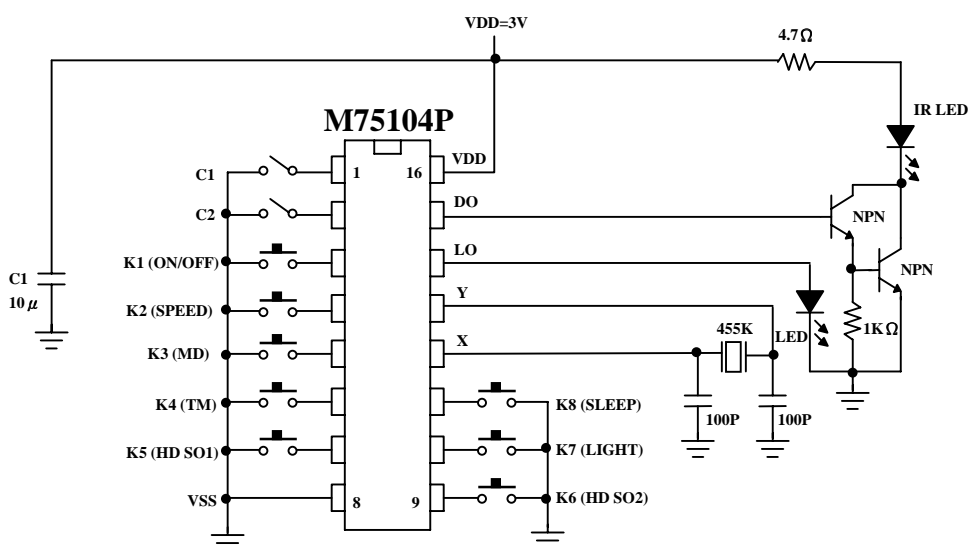 VDD=3V
4.7Ω
IR LED
M75104P
C1
1
16
VDD
C2
DO
NPN
K1 (ON/OFF)
LO
NPN
C1
10μ
K2 (SPEED)
Y
1KΩ
455K
LED
K3 (MD)
X
K4 (TM)
K8 (SLEEP)
100P
100P
K5 (HD SO1)
K7 (LIGHT)
VSS
8
9
K6 (HD SO2)